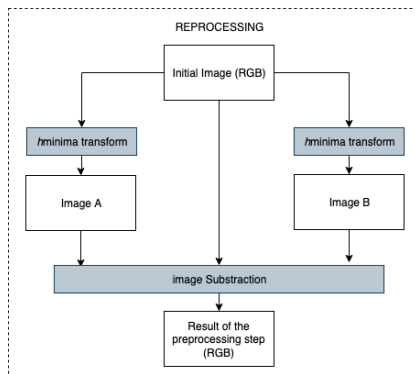 REPROCESSING
Initial Image (RGB)
hminima transform
hminima transform
Image A
Image B
image Substraction
Result of the
preprocessing step
(RGB)